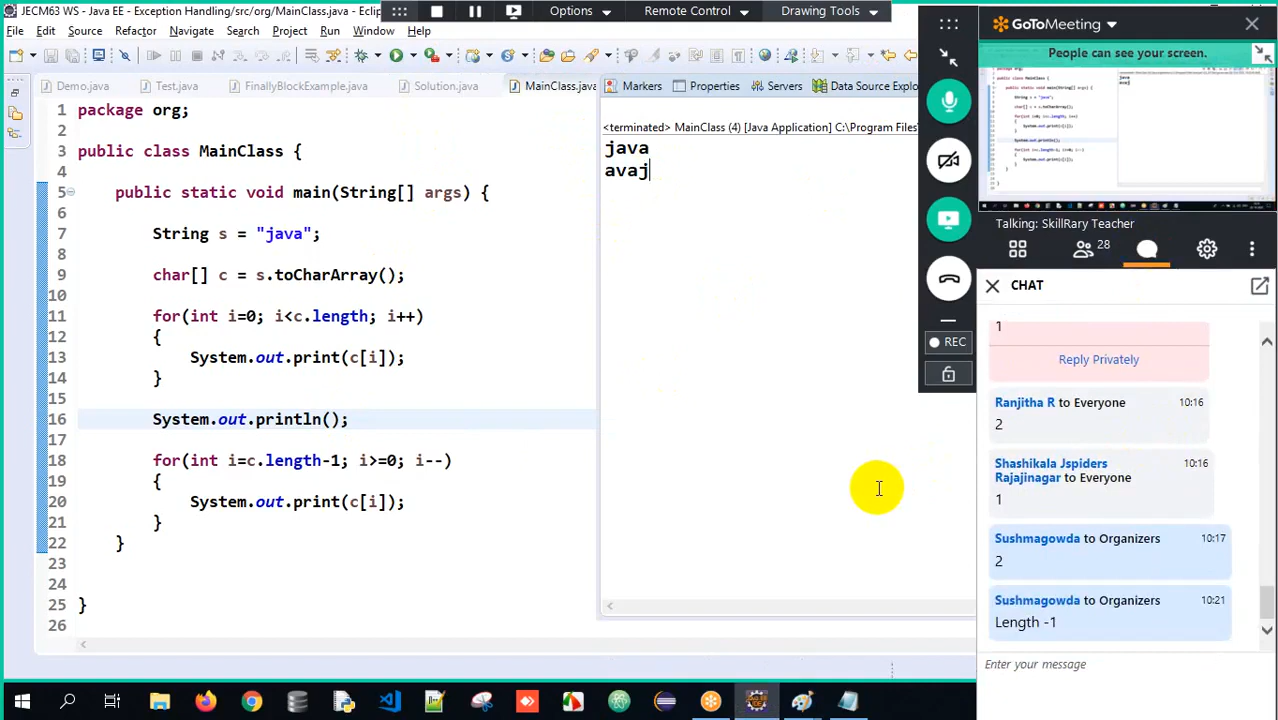 JECM63 WS - Java EE - Exception Handling/src/org/MainClass.java - Eclip
Options
Remote Control
Drawing Tools
GoToMeeting
File Edit Source Refactor Navigate Search Project Run Window Help
People can see your screen.
Demo.java Test.java FinallyBlockExample.java Solution.java MainClass.java
Markers Properties Servers Data Source Explo
<terminated> MainClass (4) [Java Application] C:\Program Files\
java
avaj
1 package org;
2
3 public class MainClass {
4
5 public static void main(String[] args) {
6
7 String s = "java";
8
9 char[] c = s.toCharArray();
10
11 for(int i=0; i<c.length; i++)
12 {
13 System.out.print(c[i]);
14 }
15
16 System.out.println();
17
18 for(int i=c.length-1; i>=0; i--)
19 {
20 System.out.print(c[i]);
21 }
22 }
23
24
25 }
26
REC
Talking: SkillRary Teacher
28
CHAT
1
Reply Privately
Ranjitha R to Everyone 10:16
2
Shashikala Jspiders 10:16
Rajajinagar to Everyone
1
Sushmagowda to Organizers 10:17
2
Sushmagowda to Organizers 10:21
Length -1
Enter your message